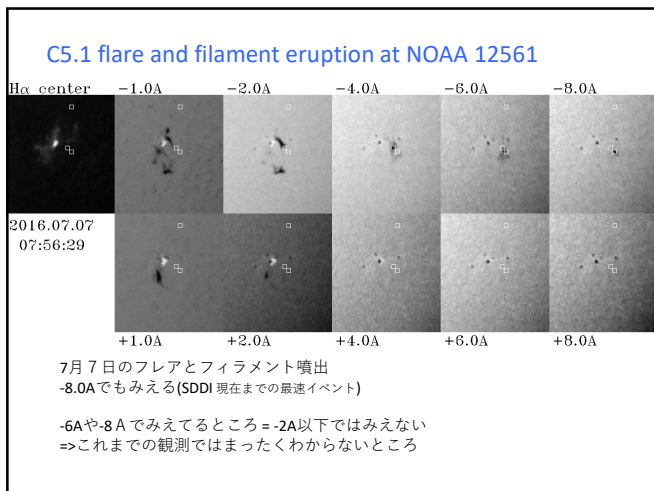 C5.1 flare and filament eruption at NOAA 12561
Hα center −1.0A −2.0A −4.0A −6.0A −8.0A
2016.07.07
07:56:29
+1.0A +2.0A +4.0A +6.0A +8.0A
7月７日のフレアとフィラメント噴出
-8.0Aでもみえる(SDDI 現在までの最速イベント)
-6Aや-8Ａでみえてるところ = -2A以下ではみえない
=>これまでの観測ではまったくわからないところ